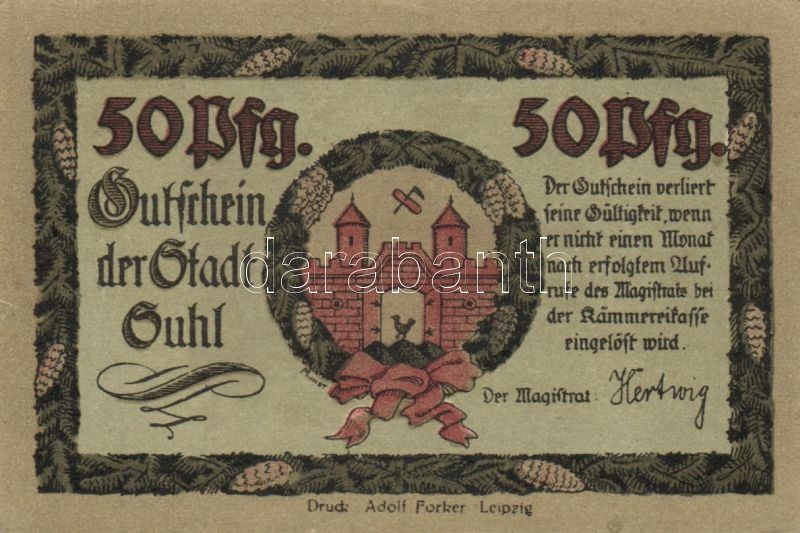 50 Pfg.
50 Pfg.
Gutschein
der Stadt
Suhl
Der Gutschein verliert
seine Gültigkeit, wenn
er nicht einen Monat
nach erfolgtem Auf-
rufe des Magistrats bei
der Kämmereikasse
eingelöst wird.
Der Magistrat: Hertwig
darabanth
Druck Adolf Forker Leipzig